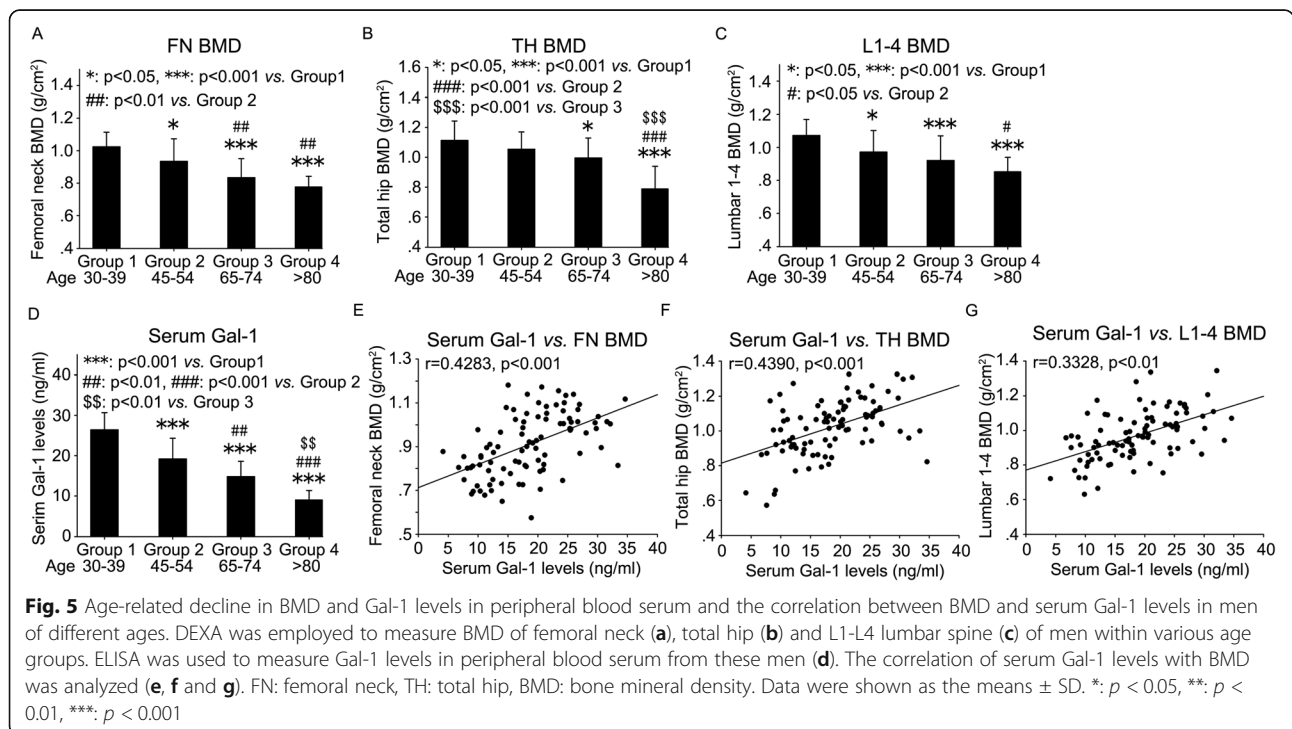 A
FN BMD
*: p<0.05, ***: p<0.001 vs. Group1
##: p<0.01 vs. Group 2
Femoral neck BMD (g/cm²)
1.4
1.2
1.0
.8
.6
.4
*
##
***
##
***
Group 1 Group 2 Group 3 Group 4
Age 30-39 45-54 65-74 >80
B
TH BMD
*: p<0.05, ***: p<0.001 vs. Group1
###: p<0.001 vs. Group 2
$$$: p<0.001 vs. Group 3
Total hip BMD (g/cm²)
1.6
1.4
1.2
1.0
.8
.6
.4
*
$$$
###
***
Group 1 Group 2 Group 3 Group 4
Age 30-39 45-54 65-74 >80
C
L1-4 BMD
*: p<0.05, ***: p<0.001 vs. Group1
#: p<0.05 vs. Group 2
Lumbar 1-4 BMD (g/cm²)
1.4
1.2
1.0
.8
.6
.4
*
***
#
***
Group 1 Group 2 Group 3 Group 4
Age 30-39 45-54 65-74 >80
D
Serum Gal-1
***: p<0.001 vs. Group1
##: p<0.01, ###: p<0.001 vs. Group 2
$$: p<0.01 vs. Group 3
Serim Gal-1 levels (ng/ml)
40
30
20
10
0
***
##
***
$$
###
***
Group 1 Group 2 Group 3 Group 4
Age 30-39 45-54 65-74 >80
E
Serum Gal-1 vs. FN BMD
r=0.4283, p<0.001
Femoral neck BMD (g/cm²)
1.3
1.1
.9
.7
.5
0 5 10 15 20 25 30 35 40
Serum Gal-1 levels (ng/ml)
F
Serum Gal-1 vs. TH BMD
r=0.4390, p<0.001
Total hip BMD (g/cm²)
1.4
1.2
1.0
.8
.6
.4
0 5 10 15 20 25 30 35 40
Serum Gal-1 levels (ng/ml)
G
Serum Gal-1 vs. L1-4 BMD
r=0.3328, p<0.01
Lumbar 1-4 BMD (g/cm²)
1.4
1.2
1.0
.8
.6
.4
0 5 10 15 20 25 30 35 40
Serum Gal-1 levels (ng/ml)
Fig. 5 Age-related decline in BMD and Gal-1 levels in peripheral blood serum and the correlation between BMD and serum Gal-1 levels in men
of different ages. DEXA was employed to measure BMD of femoral neck (a), total hip (b) and L1-L4 lumbar spine (c) of men within various age
groups. ELISA was used to measure Gal-1 levels in peripheral blood serum from these men (d). The correlation of serum Gal-1 levels with BMD
was analyzed (e, f and g). FN: femoral neck, TH: total hip, BMD: bone mineral density. Data were shown as the means ± SD. *: p < 0.05, **: p <
0.01, ***: p < 0.001